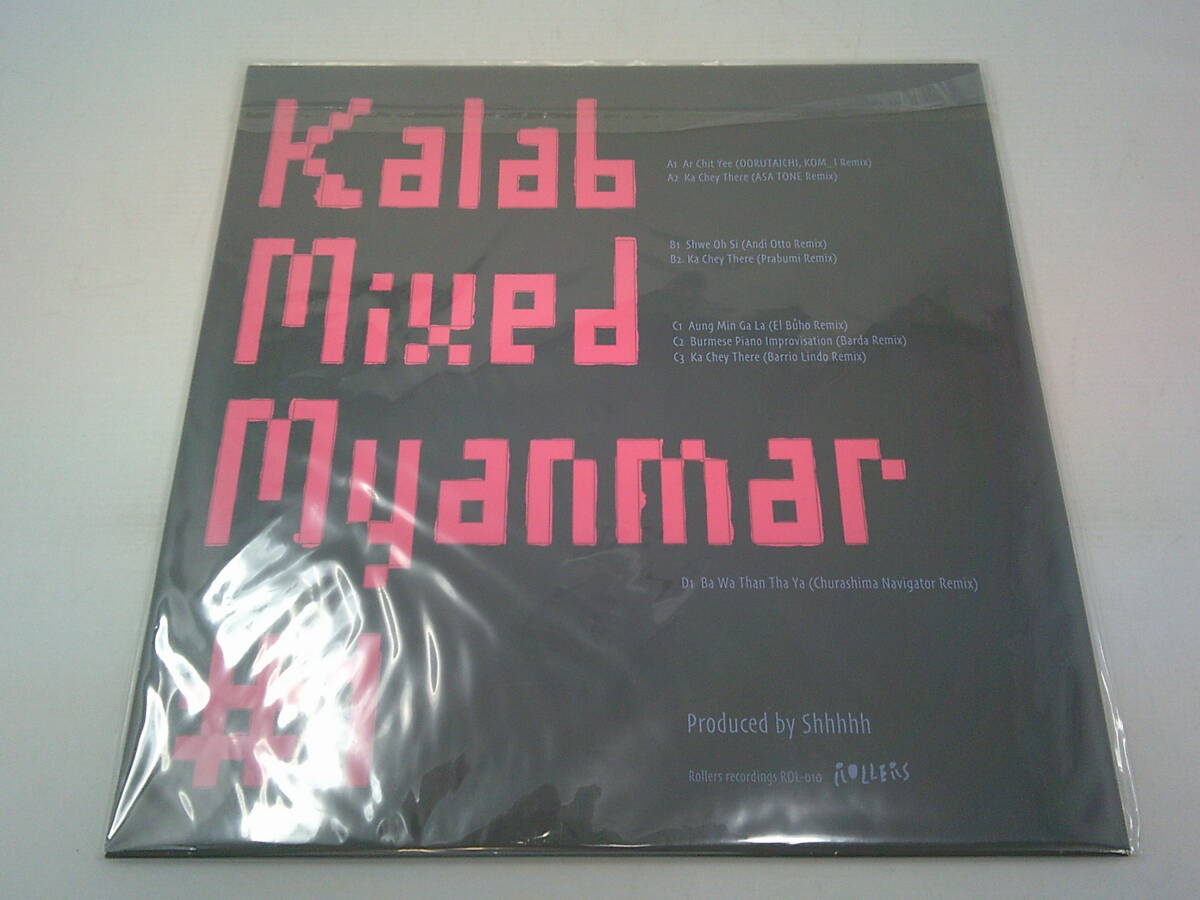 Kalab
Mixed
Myanmar
#1
A1 Ar Chit Yee (OORUTAICHI, KOM_I Remix)
A2 Ka Chey There (ASA TONE Remix)
B1 Shwe Oh Si (Andi Otto Remix)
B2 Ka Chey There (Prabumi Remix)
C1 Aung Min Ga La (El Búho Remix)
C2 Burmese Piano Improvisation (Barda Remix)
C3 Ka Chey There (Barrio Lindo Remix)
D1 Ba Wa Than Tha Ya (Churashima Navigator Remix)
Produced by Shhhhh
Rollers recordings ROL-010 ROLLERS